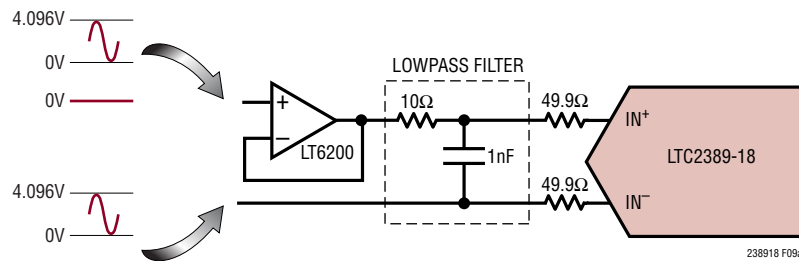 4.096V
0V
0V
4.096V
0V
LOWPASS FILTER
10Ω
49.9Ω
+
–
LT6200
1nF
49.9Ω
IN+
IN–
LTC2389-18
238918 F09a